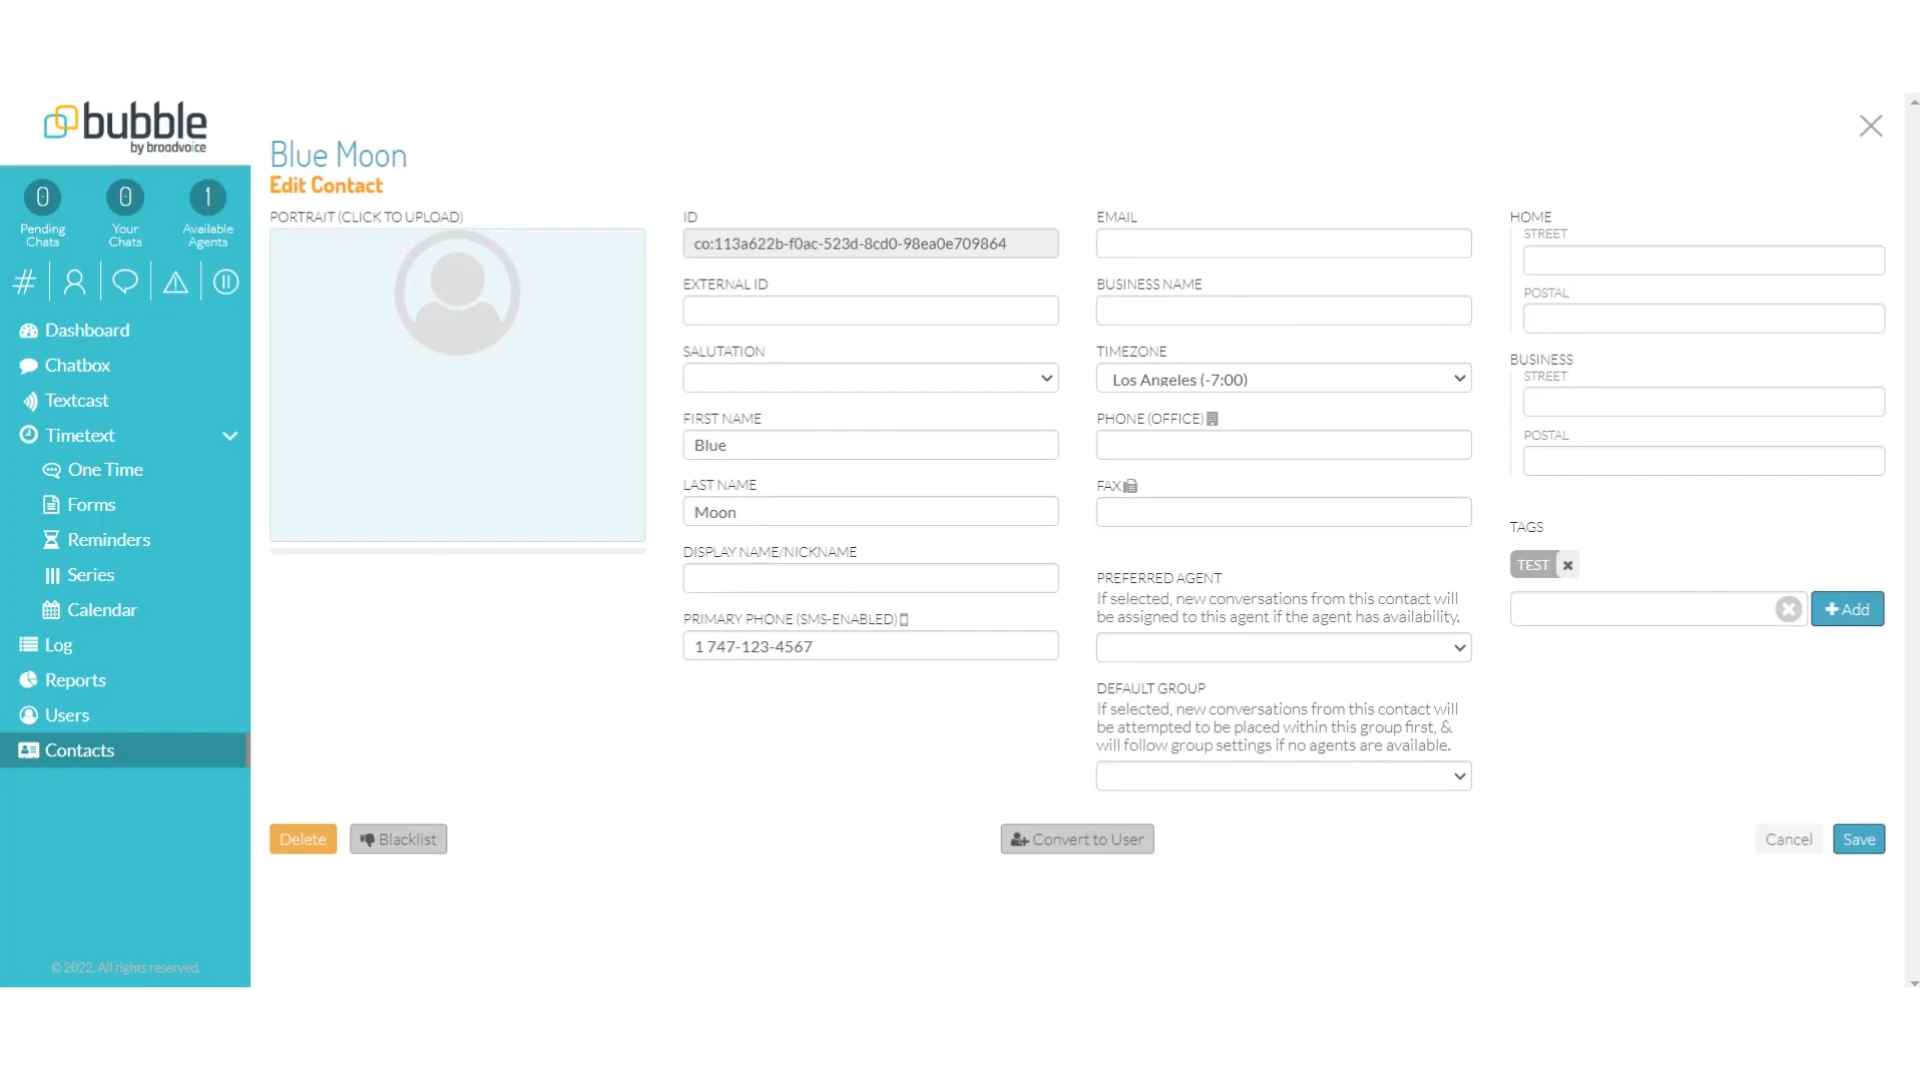 bubble
by broadvoice
0
0
1
Pending Chats
Your Chats
Available Agents
Dashboard
Chatbox
Textcast
Timetext
One Time
Forms
Reminders
Series
Calendar
Log
Reports
Users
Contacts
© 2022. All rights reserved.
Blue Moon
Edit Contact
PORTRAIT (CLICK TO UPLOAD)
ID
co:113a622b-f0ac-523d-8cd0-98ea0e709864
EXTERNAL ID
SALUTATION
FIRST NAME
Blue
LAST NAME
Moon
DISPLAY NAME/NICKNAME
PRIMARY PHONE (SMS-ENABLED)
1 747-123-4567
EMAIL
BUSINESS NAME
TIMEZONE
Los Angeles (-7:00)
PHONE (OFFICE)
FAX
PREFERRED AGENT
If selected, new conversations from this contact will
be assigned to this agent if the agent has availability.
DEFAULT GROUP
If selected, new conversations from this contact will
be attempted to be placed within this group first, &
will follow group settings if no agents are available.
HOME
STREET
POSTAL
BUSINESS
STREET
POSTAL
TAGS
TEST
Add
Delete
Blacklist
Convert to User
Cancel
Save